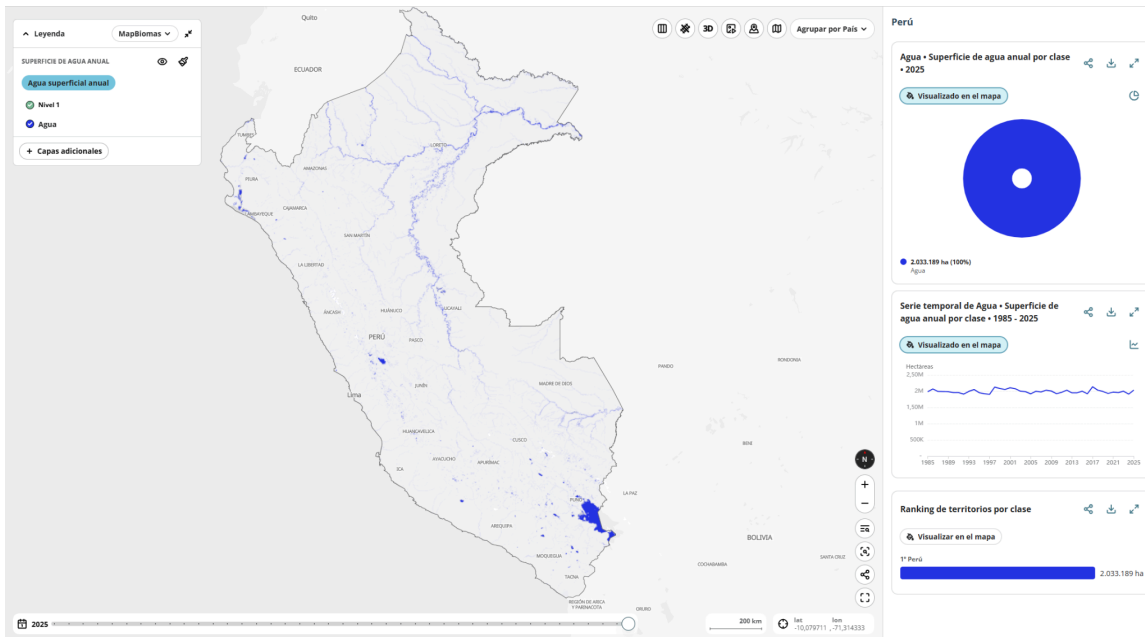 Leyenda
MapBiomas
SUPERFICIE DE AGUA ANUAL
Agua superficial anual
Nivel 1
Agua
+ Capas adicionales
3D
Agrupar por País
Quito
ECUADOR
TUMBES
LORETO
PIURA
AMAZONAS
LAMBAYEQUE
CAJAMARCA
SAN MARTÍN
LA LIBERTAD
ÁNCASH
HUÁNUCO
UCAYALI
PERÚ
PASCO
PANDO
RONDONIA
Lima
JUNÍN
MADRE DE DIOS
HUANCAVELICA
CUSCO
BENI
ICA
AYACUCHO
APURÍMAC
PUNO
LA PAZ
AREQUIPA
BOLIVIA
MOQUEGUA
COCHABAMBA
SANTA CRUZ
TACNA
REGIÓN DE ARICA
Y PARINACOTA
ORURO
N
+
−
2025
200 km
lat lon
-10,079711 , -71,314333
Perú
Agua • Superficie de agua anual por clase
• 2025
Visualizado en el mapa
2.033.189 ha (100%)
Agua
Serie temporal de Agua • Superficie de
agua anual por clase • 1985 - 2025
Visualizado en el mapa
Hectáreas
2,50M
2M
1,50M
1M
500K
-
1985 1989 1993 1997 2001 2005 2009 2013 2017 2021 2025
Ranking de territorios por clase
Visualizar en el mapa
1º Perú
2.033.189 ha